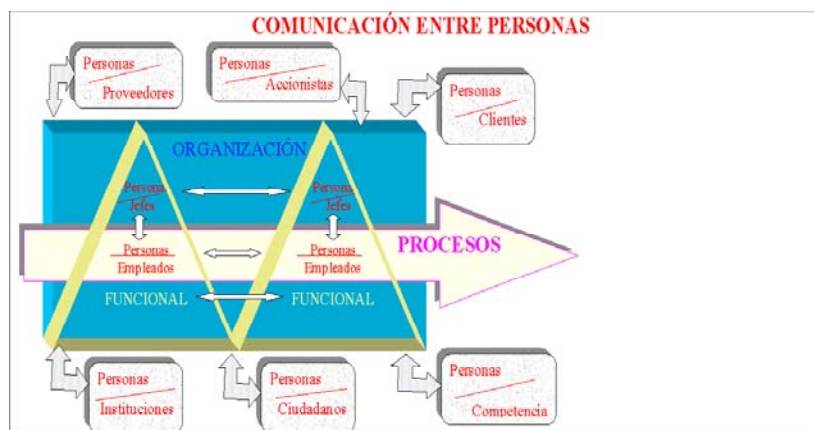 COMUNICACIÓN ENTRE PERSONAS
Personas
Proveedores
Personas
Accionistas
Personas
Clientes
ORGANIZACIÓN
Persona
Jefes
Persona
Jefes
PROCESOS
Personas
Empleados
Personas
Empleados
FUNCIONAL
FUNCIONAL
Personas
Instituciones
Personas
Ciudadanos
Personas
Competencia